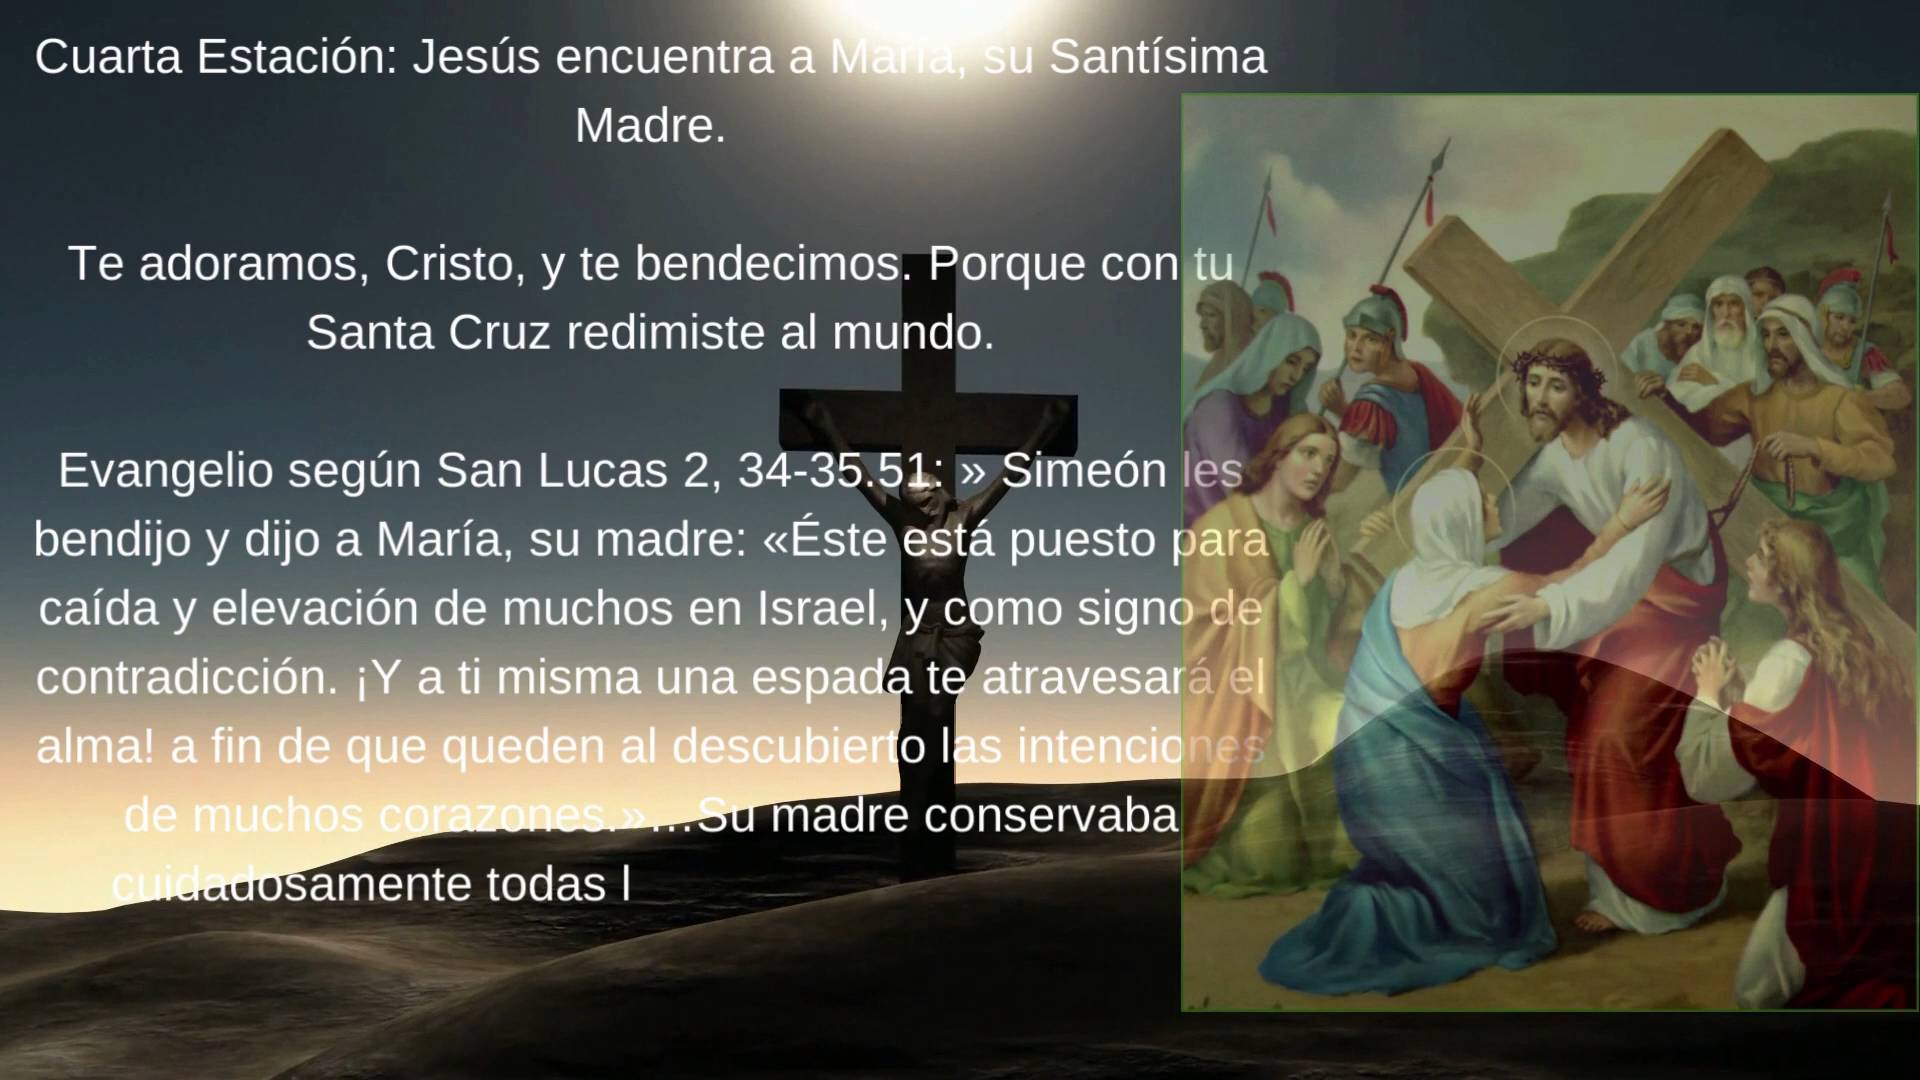 Cuarta Estación: Jesús encuentra a María, su Santísima
Madre.
Te adoramos, Cristo, y te bendecimos. Porque con tu
Santa Cruz redimiste al mundo.
Evangelio según San Lucas 2, 34-35.51: » Simeón les
bendijo y dijo a María, su madre: «Éste está puesto para
caída y elevación de muchos en Israel, y como signo de
contradicción. ¡Y a ti misma una espada te atravesará el
alma! a fin de que queden al descubierto las intenciones
de muchos corazones.»…Su madre conservaba
cuidadosamente todas l